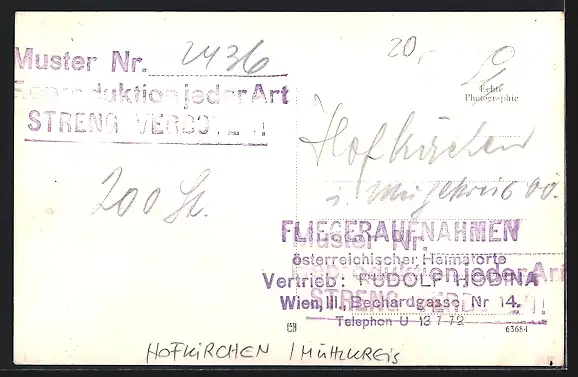 Muster Nr. 2436
Reproduktion jeder Art
STRENG VERBOTEN!
20,-
Echte
Photographie
Hofkirchen
i. Mühlkreis OÖ.
200 St.
FLIEGERAUFNAHMEN
österreichischer Heimatorte
Vertrieb: RUDOLF HODINA
Wien, III., Bechardgasse Nr 14.
Telephon U 13 7 72
Muster Nr.
Reproduktion jeder Art
STRENG VERBOTEN!
63684
HOFKIRCHEN / MÜHLKREIS